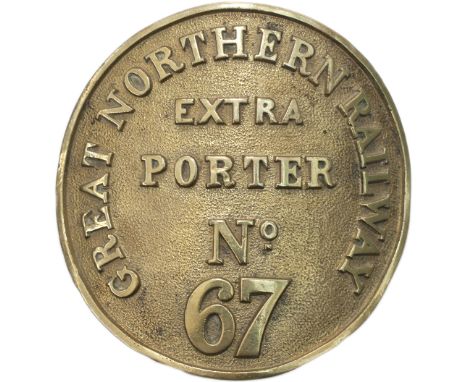 GREAT NORTHERN RAILWAY
EXTRA
PORTER
No.
67